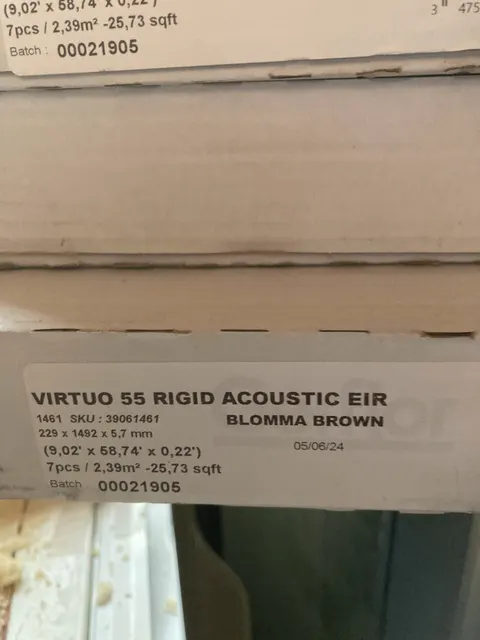 (9,02' x 58,74' x 0,22')
7pcs / 2,39m² -25,73 sqft
Batch : 00021905
3" 475
VIRTUO 55 RIGID ACOUSTIC EIR
1461 SKU : 39061461
BLOMMA BROWN
229 x 1492 x 5,7 mm
05/06/24
(9,02' x 58,74' x 0,22')
7pcs / 2,39m² -25,73 sqft
Batch 00021905